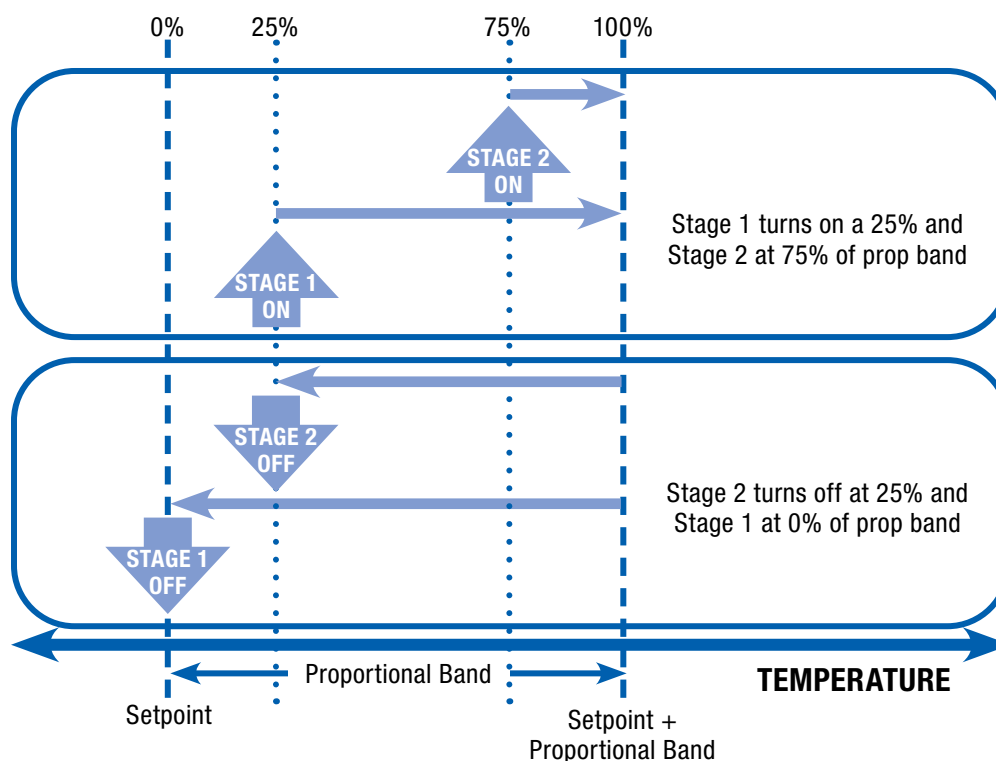 0% 25% 75% 100%
STAGE 2
ON
Stage 1 turns on a 25% and
Stage 2 at 75% of prop band
STAGE 1
ON
STAGE 2
OFF
Stage 2 turns off at 25% and
Stage 1 at 0% of prop band
STAGE 1
OFF
Proportional Band
TEMPERATURE
Setpoint
Setpoint +
Proportional Band